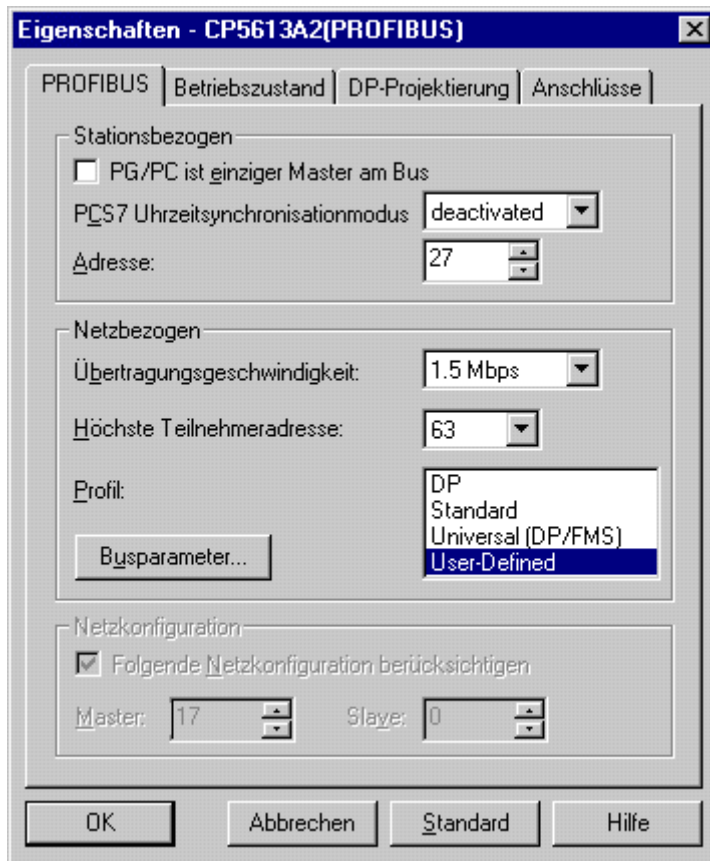 Eigenschaften - CP5613A2(PROFIBUS)
PROFIBUS Betriebszustand DP-Projektierung Anschlüsse
Stationsbezogen
PG/PC ist einziger Master am Bus
PCS7 Uhrzeitsynchronisationmodus deactivated
Adresse: 27
Netzbezogen
Übertragungsgeschwindigkeit: 1.5 Mbps
Höchste Teilnehmeradresse: 63
Profil:
DP
Standard
Universal (DP/FMS)
User-Defined
Busparameter...
Netzkonfiguration
Folgende Netzkonfiguration berücksichtigen
Master: 17 Slave: 0
OK Abbrechen Standard Hilfe